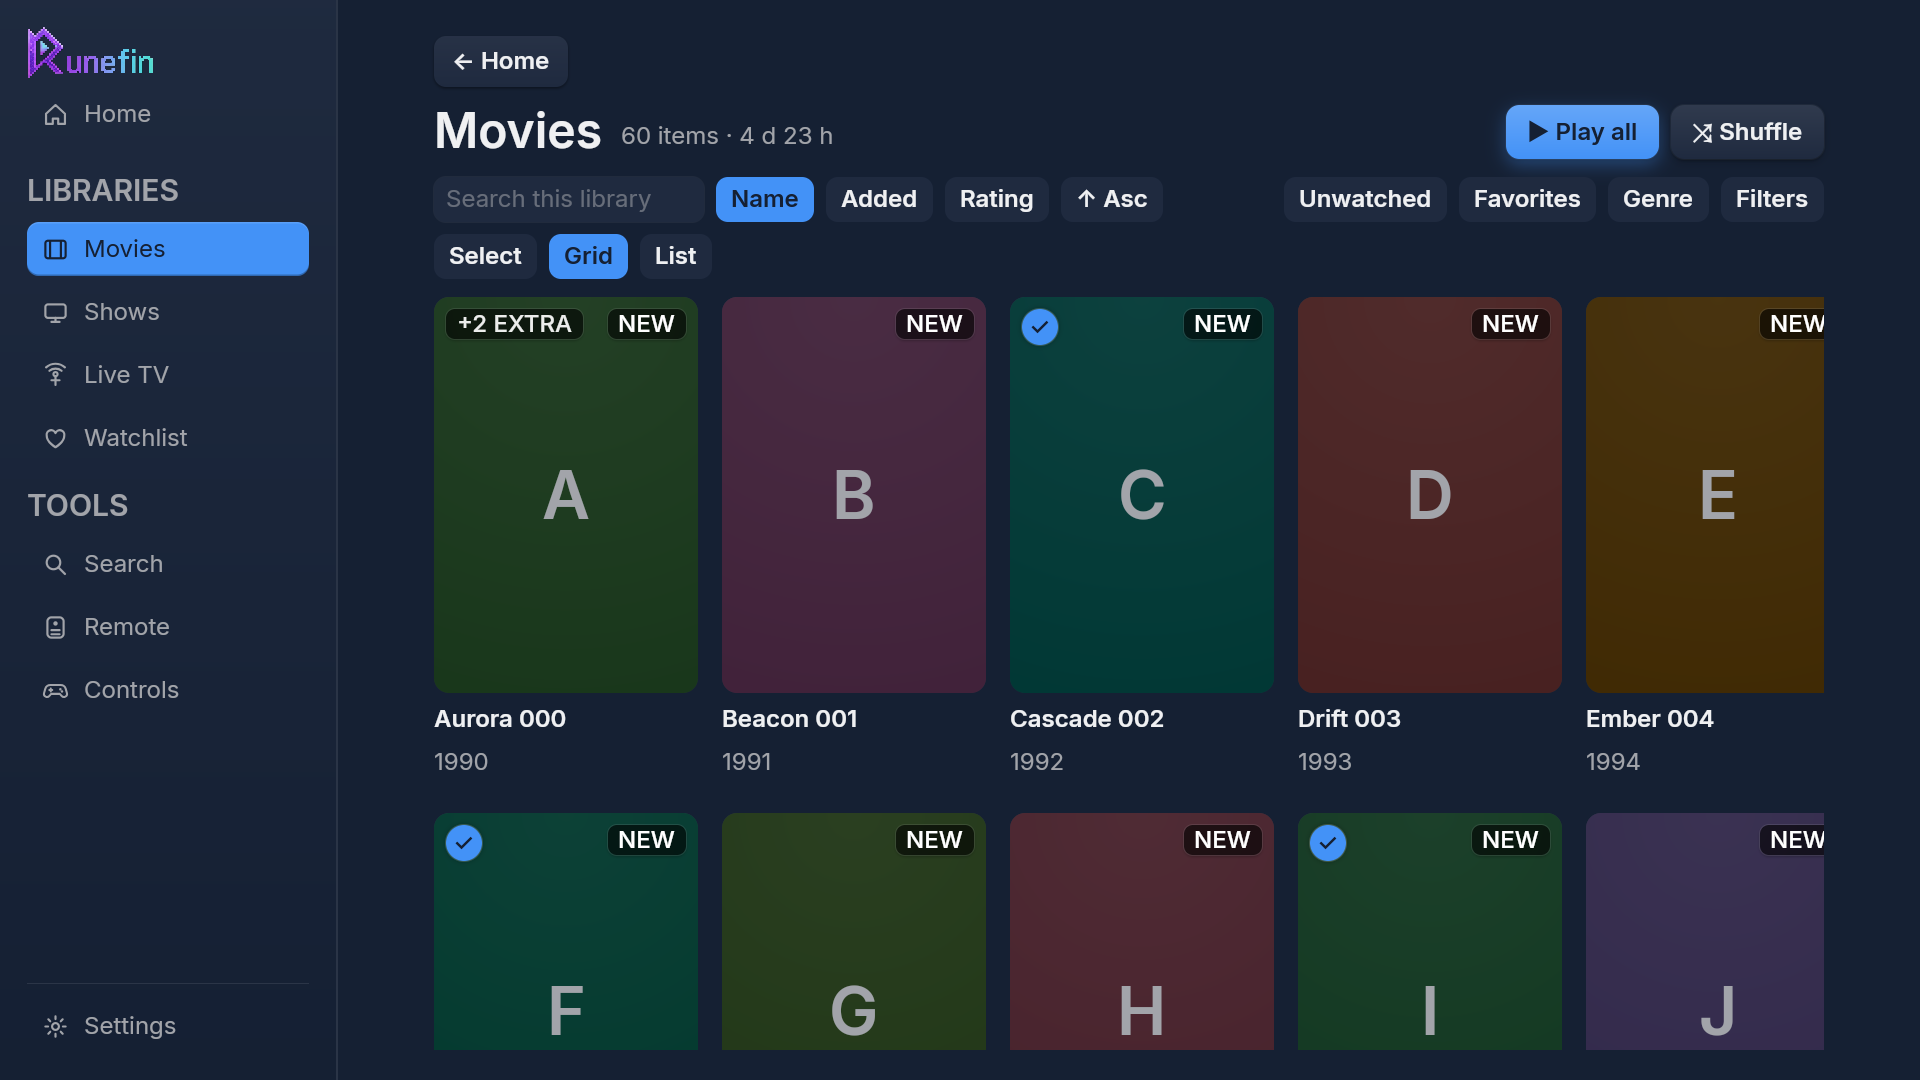 Runefin
Home
LIBRARIES
Movies
Shows
Live TV
Watchlist
TOOLS
Search
Remote
Controls
Settings
← Home
Movies 60 items · 4 d 23 h
Play all Shuffle
Search this library Name Added Rating ↑ Asc Unwatched Favorites Genre Filters
Select Grid List
+2 EXTRA NEW NEW NEW NEW NEW
A B C D E
Aurora 000 Beacon 001 Cascade 002 Drift 003 Ember 004
1990 1991 1992 1993 1994
NEW NEW NEW NEW NEW
F G H I J